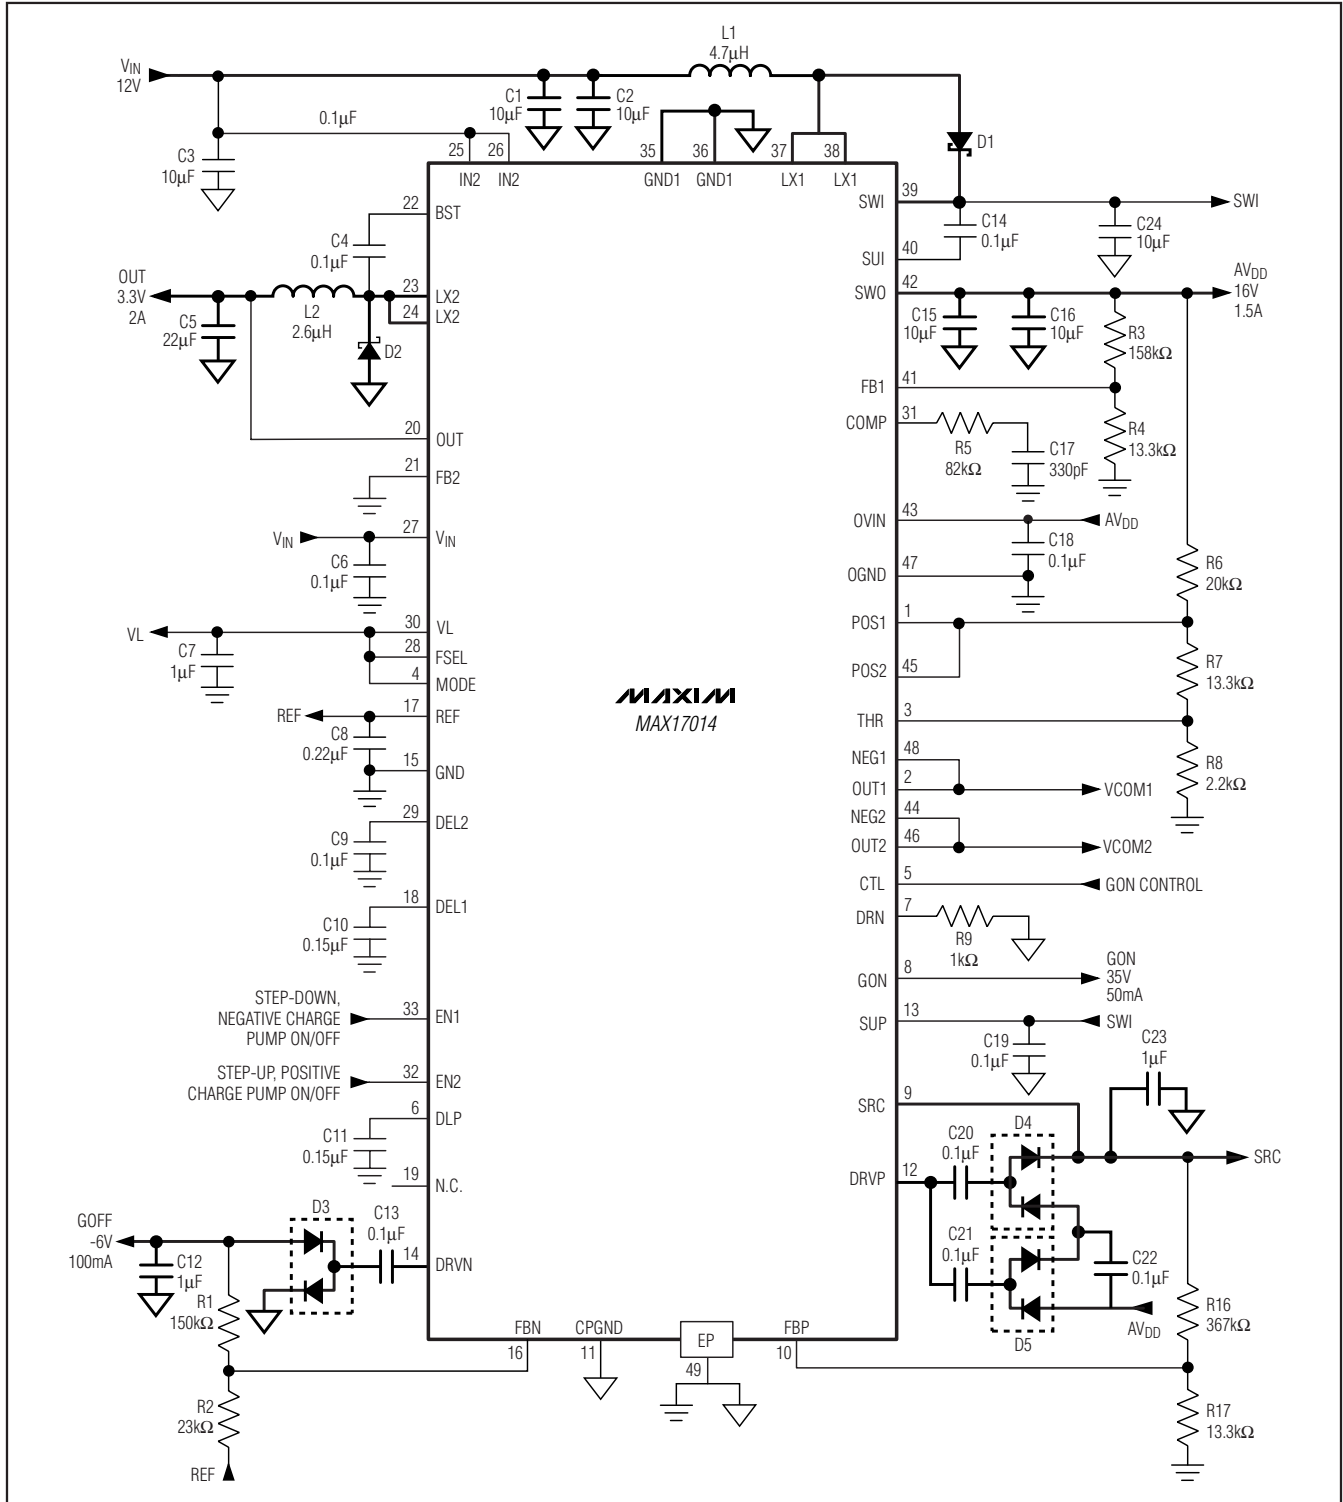 L1
4.7µH
VIN
12V
C1
10µF
C2
10µF
0.1µF
C3
10µF
25
26
35
36
37
38
IN2
IN2
GND1
GND1
LX1
LX1
D1
22
BST
C4
0.1µF
OUT
3.3V
2A
C5
22µF
L2
2.6µH
23
LX2
24
LX2
D2
20
OUT
21
FB2
VIN
27
VIN
C6
0.1µF
VL
30
VL
28
FSEL
4
MODE
C7
1µF
REF
17
REF
C8
0.22µF
15
GND
29
DEL2
C9
0.1µF
18
DEL1
C10
0.15µF
STEP-DOWN,
NEGATIVE CHARGE
PUMP ON/OFF
33
EN1
STEP-UP, POSITIVE
CHARGE PUMP ON/OFF
32
EN2
6
DLP
C11
0.15µF
19
N.C.
GOFF
-6V
100mA
C12
1µF
D3
C13
0.1µF
14
DRVN
R1
150kΩ
R2
23kΩ
REF
FBN
16
CPGND
11
EP
49
FBP
10
MAXIM
MAX17014
SWI
39
SWI
C14
0.1µF
C24
10µF
SUI
40
SWO
42
AVDD
16V
1.5A
C15
10µF
C16
10µF
R3
158kΩ
FB1
41
COMP
31
R5
82kΩ
C17
330pF
R4
13.3kΩ
OVIN
43
AVDD
C18
0.1µF
OGND
47
R6
20kΩ
POS1
1
POS2
45
R7
13.3kΩ
THR
3
NEG1
48
OUT1
2
VCOM1
R8
2.2kΩ
NEG2
44
OUT2
46
VCOM2
CTL
5
GON CONTROL
DRN
7
R9
1kΩ
GON
8
GON
35V
50mA
SUP
13
SWI
C19
0.1µF
C23
1µF
SRC
9
C20
0.1µF
D4
SRC
DRVP
12
C21
0.1µF
C22
0.1µF
D5
AVDD
R16
367kΩ
R17
13.3kΩ